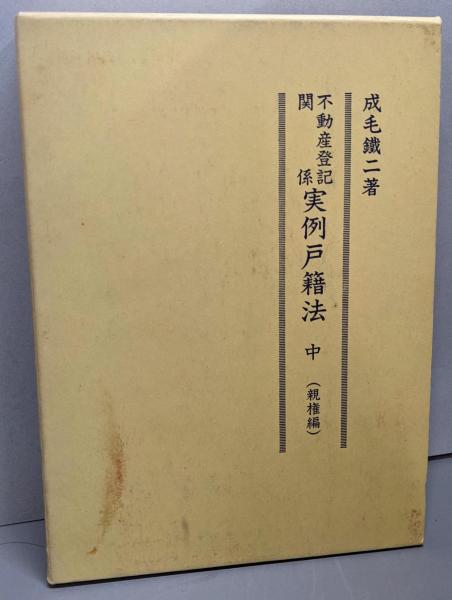 成毛鐵二著
不動産登記
関係
実例戸籍法 中 (親権編)